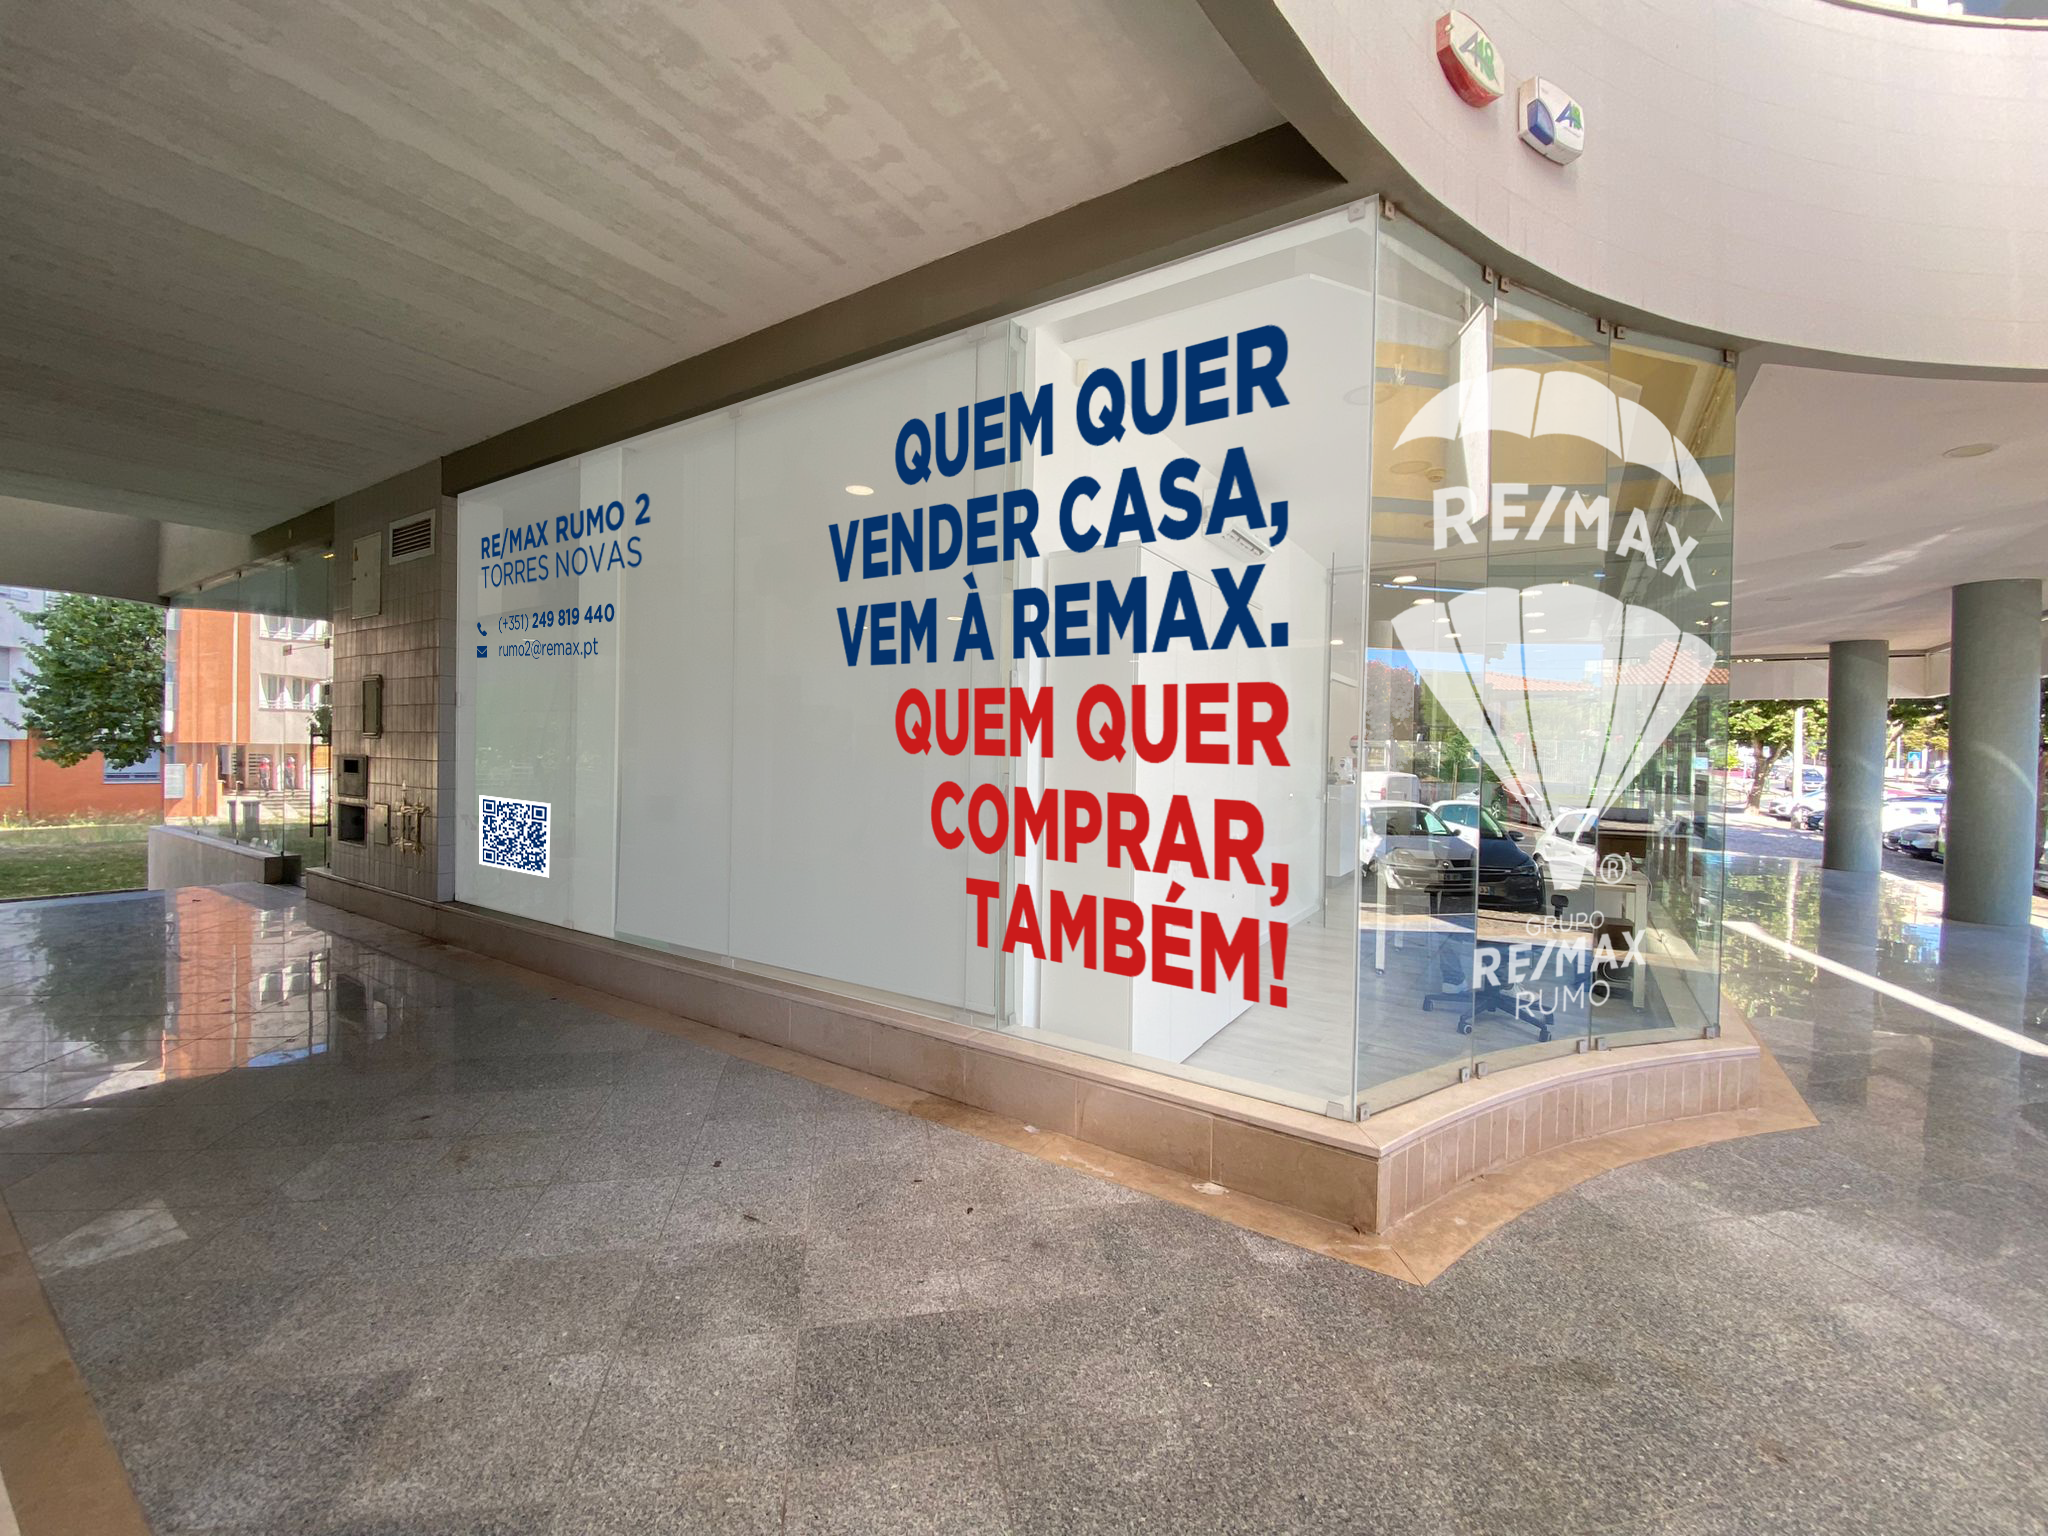 RE/MAX RUMO 2
TORRES NOVAS
(+351) 249 819 440
rumo2@remax.pt
QUEM QUER
VENDER CASA,
VEM À REMAX.
QUEM QUER
COMPRAR,
TAMBÉM!
RE/MAX
®
GRUPO
RE/MAX
RUMO